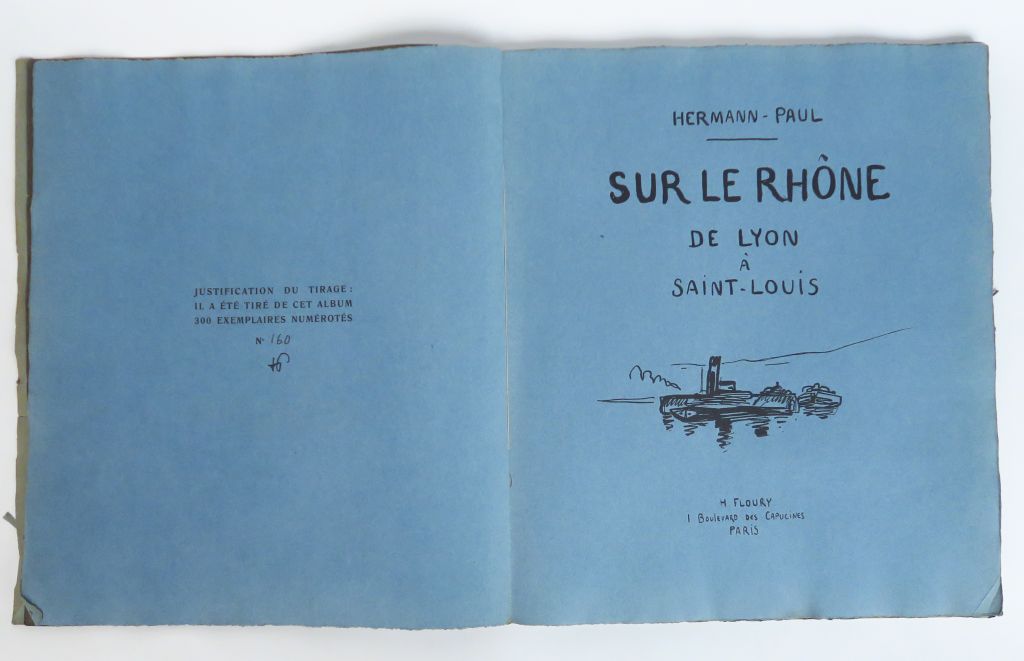 JUSTIFICATION DU TIRAGE :
IL A ÉTÉ TIRÉ DE CET ALBUM
300 EXEMPLAIRES NUMÉROTÉS
N° 160
HERMANN-PAUL
SUR LE RHÔNE
DE LYON
À
SAINT-LOUIS
H. FLOURY
1 BOULEVARD DES CAPUCINES
PARIS